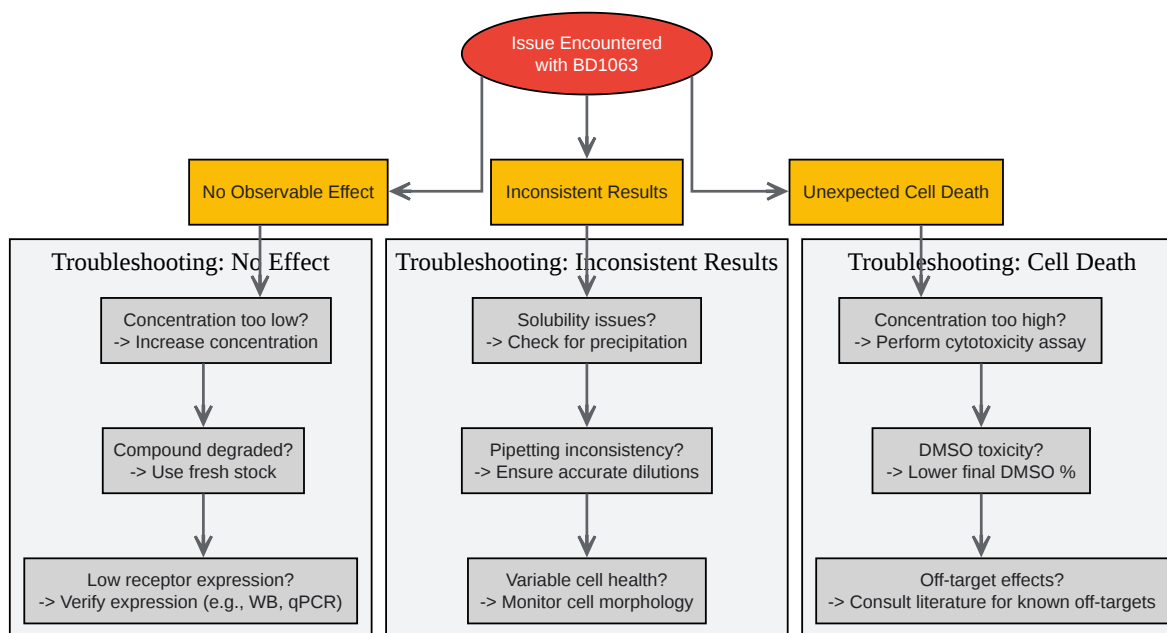 Issue Encountered
with BD1063
No Observable Effect
Inconsistent Results
Unexpected Cell Death
Troubleshooting: No Effect
Troubleshooting: Inconsistent Results
Troubleshooting: Cell Death
Concentration too low?
-> Increase concentration
Solubility issues?
-> Check for precipitation
Concentration too high?
-> Perform cytotoxicity assay
Compound degraded?
-> Use fresh stock
Pipetting inconsistency?
-> Ensure accurate dilutions
DMSO toxicity?
-> Lower final DMSO %
Low receptor expression?
-> Verify expression (e.g., WB, qPCR)
Variable cell health?
-> Monitor cell morphology
Off-target effects?
-> Consult literature for known off-targets